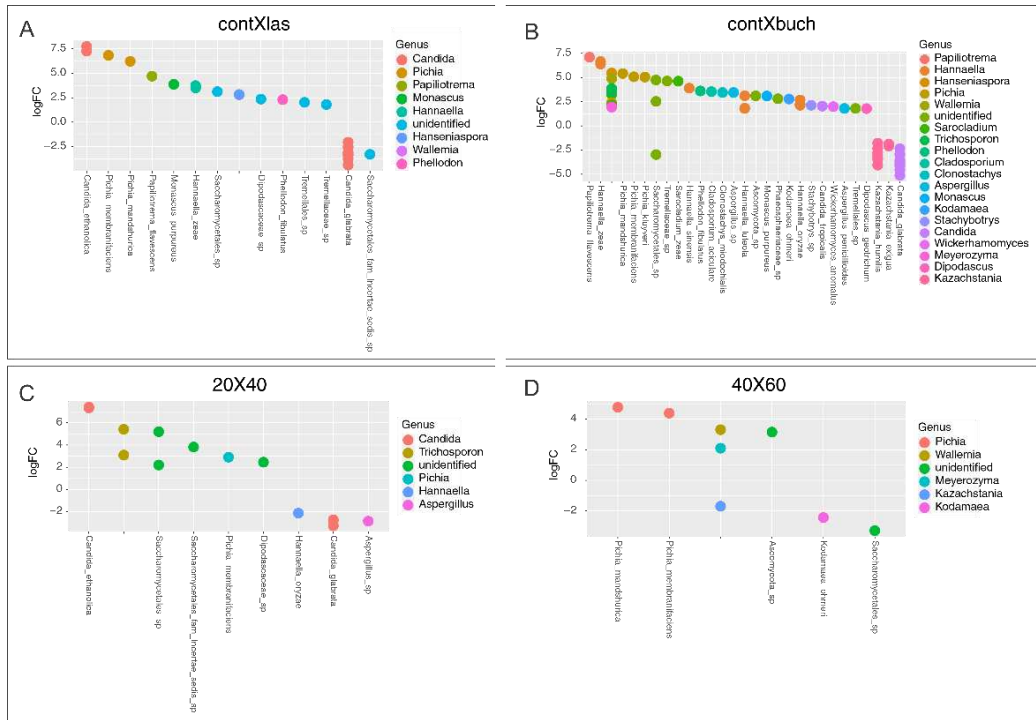 A
contXlas
logFC
7.5
5.0
2.5
0.0
−2.5
Candida_ethanolica
Pichia_membranifaciens
Pichia_mandshurica
Papiliotrema_flavescens
Monascus_purpureus
Hannaella_zeae
Saccharomycetales_sp
-
Dipodascaceae_sp
Phellodon_fibulatus
Tremellales_sp
Tremellaceae_sp
Candida_glabrata
Saccharomycetales_fam_Incertae_sedis_sp
Genus
Candida
Pichia
Papiliotrema
Monascus
Hannaella
unidentified
Hanseniaspora
Wallemia
Phellodon
B
contXbuch
logFC
7.5
5.0
2.5
0.0
−2.5
−5.0
Papiliotrema_flavescens
Hannaella_zeae
Pichia_mandshurica
Pichia_membranifaciens
Pichia_kluyveri
Saccharomycetales_sp
Tremellaceae_sp
Sarocladium_zeae
Hannaella_sinensis
Phellodon_fibulatus
Cladosporium_aciculare
Clonostachys_miodochialis
Aspergillus_sp
Hannaella_luteola
Ascomycota_sp
Monascus_purpureus
Phaeosphaeriaceae_sp
Kodamaea_ohmeri
Hannaella_oryzae
Stachybotrys_sp
Candida_tropicalis
Wickerhamomyces_anomalus
Aspergillus_penicillioides
Tremellales_sp
Dipodascus_geotrichum
Kazachstania_humilis
Kazachstania_exigua
Candida_glabrata
Genus
Papiliotrema
Hannaella
Hanseniaspora
Pichia
Wallemia
unidentified
Sarocladium
Trichosporon
Phellodon
Cladosporium
Clonostachys
Aspergillus
Monascus
Kodamaea
Stachybotrys
Candida
Wickerhamomyces
Meyerozyma
Dipodascus
Kazachstania
C
20X40
logFC
6
4
2
0
−2
Candida_ethanolica
-
Saccharomycetales_sp
Saccharomycetales_fam_Incertae_sedis_sp
Pichia_membranifaciens
Dipodascaceae_sp
Hannaella_oryzae
Candida_glabrata
Aspergillus_sp
Genus
Candida
Trichosporon
unidentified
Pichia
Hannaella
Aspergillus
D
40X60
logFC
4
2
0
−2
Pichia_mandshurica
Pichia_membranifaciens
-
Ascomycota_sp
Kodamaea_ohmeri
Saccharomycetales_sp
Genus
Pichia
Wallemia
unidentified
Meyerozyma
Kazachstania
Kodamaea